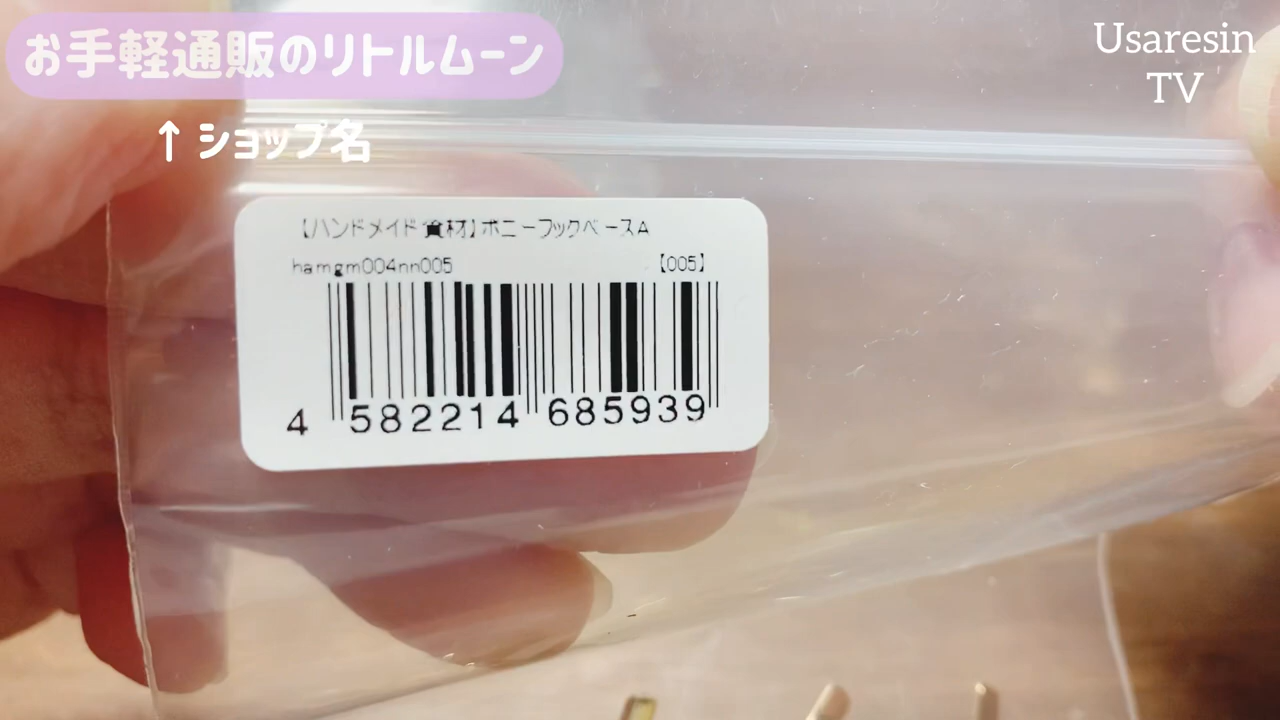 お手軽通販のリトルムーン
↑ショップ名
Usaresin
TV
【ハンドメイド資材】ポニーフックベースA
hamgm004nn005 【005】
4 582214 685939